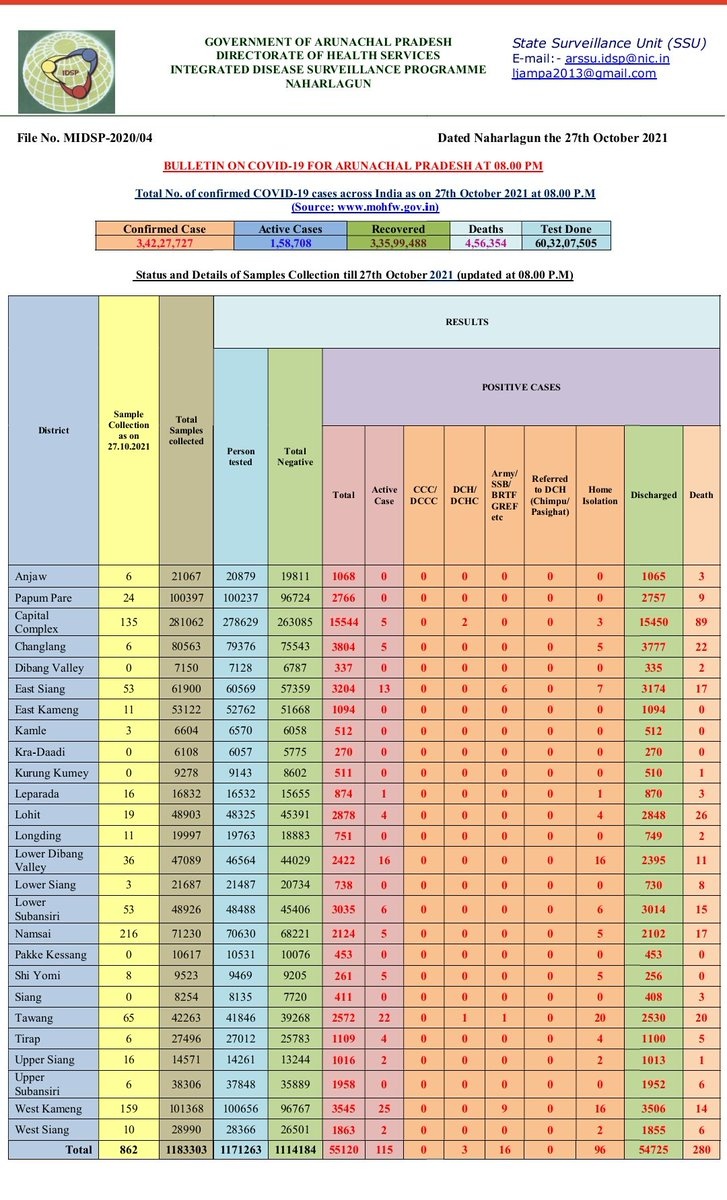 IDSP
GOVERNMENT OF ARUNACHAL PRADESH
DIRECTORATE OF HEALTH SERVICES
INTEGRATED DISEASE SURVEILLANCE PROGRAMME
NAHARLAGUN
State Surveillance Unit (SSU)
E-mail:- arssu.idsp@nic.in
ljampa2013@gmail.com
File No. MIDSP-2020/04 Dated Naharlagun the 27th October 2021
BULLETIN ON COVID-19 FOR ARUNACHAL PRADESH AT 08.00 PM
Total No. of confirmed COVID-19 cases across India as on 27th October 2021 at 08.00 P.M
(Source: www.mohfw.gov.in)
Confirmed Case Active Cases Recovered Deaths Test Done
3,42,27,727 1,58,708 3,35,99,488 4,56,354 60,32,07,505
Status and Details of Samples Collection till 27th October 2021 (updated at 08.00 P.M)
RESULTS
POSITIVE CASES
District
Sample
Collection
as on
27.10.2021
Total
Samples
collected
Person
tested
Total
Negative
Total
Active
Case
CCC/
DCCC
DCH/
DCHC
Army/
SSB/
BRTF
GREF
etc
Referred
to DCH
(Chimpu/
Pasighat)
Home
Isolation
Discharged
Death
Anjaw 6 21067 20879 19811 1068 0 0 0 0 0 0 1065 3
Papum Pare 24 100397 100237 96724 2766 0 0 0 0 0 0 2757 9
Capital
Complex 135 281062 278629 263085 15544 5 0 2 0 0 3 15450 89
Changlang 6 80563 79376 75543 3804 5 0 0 0 0 5 3777 22
Dibang Valley 0 7150 7128 6787 337 0 0 0 0 0 0 335 2
East Siang 53 61900 60569 57359 3204 13 0 0 6 0 7 3174 17
East Kameng 11 53122 52762 51668 1094 0 0 0 0 0 0 1094 0
Kamle 3 6604 6570 6058 512 0 0 0 0 0 0 512 0
Kra-Daadi 0 6108 6057 5775 270 0 0 0 0 0 0 270 0
Kurung Kumey 0 9278 9143 8602 511 0 0 0 0 0 0 510 1
Leparada 16 16832 16532 15655 874 1 0 0 0 0 1 870 3
Lohit 19 48903 48325 45391 2878 4 0 0 0 0 4 2848 26
Longding 11 19997 19763 18883 751 0 0 0 0 0 0 749 2
Lower Dibang
Valley 36 47089 46564 44029 2422 16 0 0 0 0 16 2395 11
Lower Siang 3 21687 21487 20734 738 0 0 0 0 0 0 730 8
Lower
Subansiri 53 48926 48488 45406 3035 6 0 0 0 0 6 3014 15
Namsai 216 71230 70630 68221 2124 5 0 0 0 0 5 2102 17
Pakke Kessang 0 10617 10531 10076 453 0 0 0 0 0 0 453 0
Shi Yomi 8 9523 9469 9205 261 5 0 0 0 0 5 256 0
Siang 0 8254 8135 7720 411 0 0 0 0 0 0 408 3
Tawang 65 42263 41846 39268 2572 22 0 1 1 0 20 2530 20
Tirap 6 27496 27012 25783 1109 4 0 0 0 0 4 1100 5
Upper Siang 16 14571 14261 13244 1016 2 0 0 0 0 2 1013 1
Upper
Subansiri 6 38306 37848 35889 1958 0 0 0 0 0 0 1952 6
West Kameng 159 101368 100656 96767 3545 25 0 0 9 0 16 3506 14
West Siang 10 28990 28366 26501 1863 2 0 0 0 0 2 1855 6
Total 862 1183303 1171263 1114184 55120 115 0 3 16 0 96 54725 280